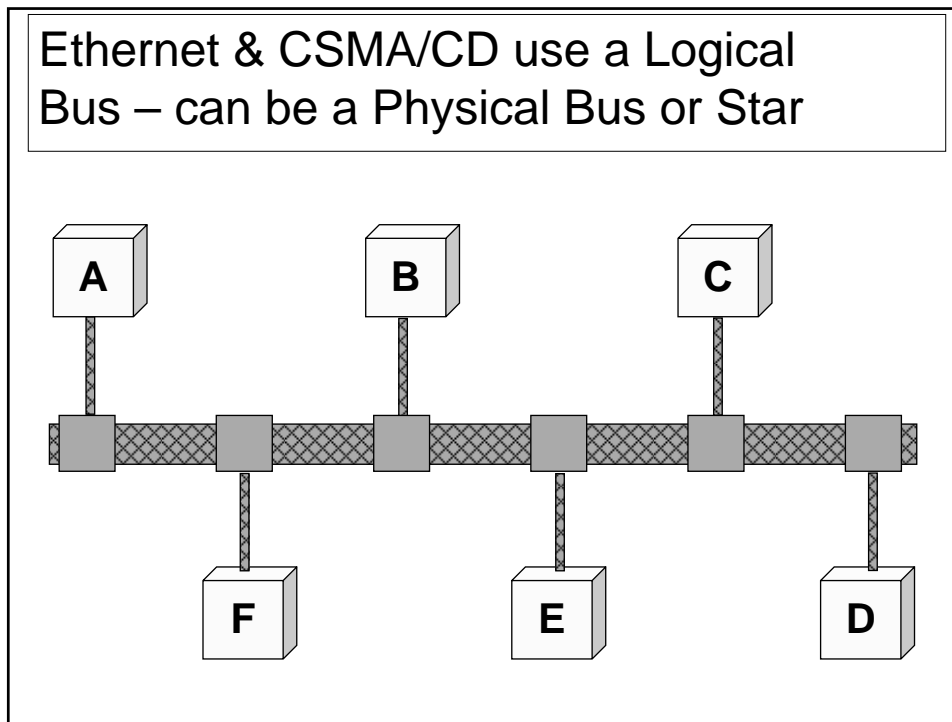 Ethernet & CSMA/CD use a Logical
Bus – can be a Physical Bus or Star
A
B
C
F
E
D